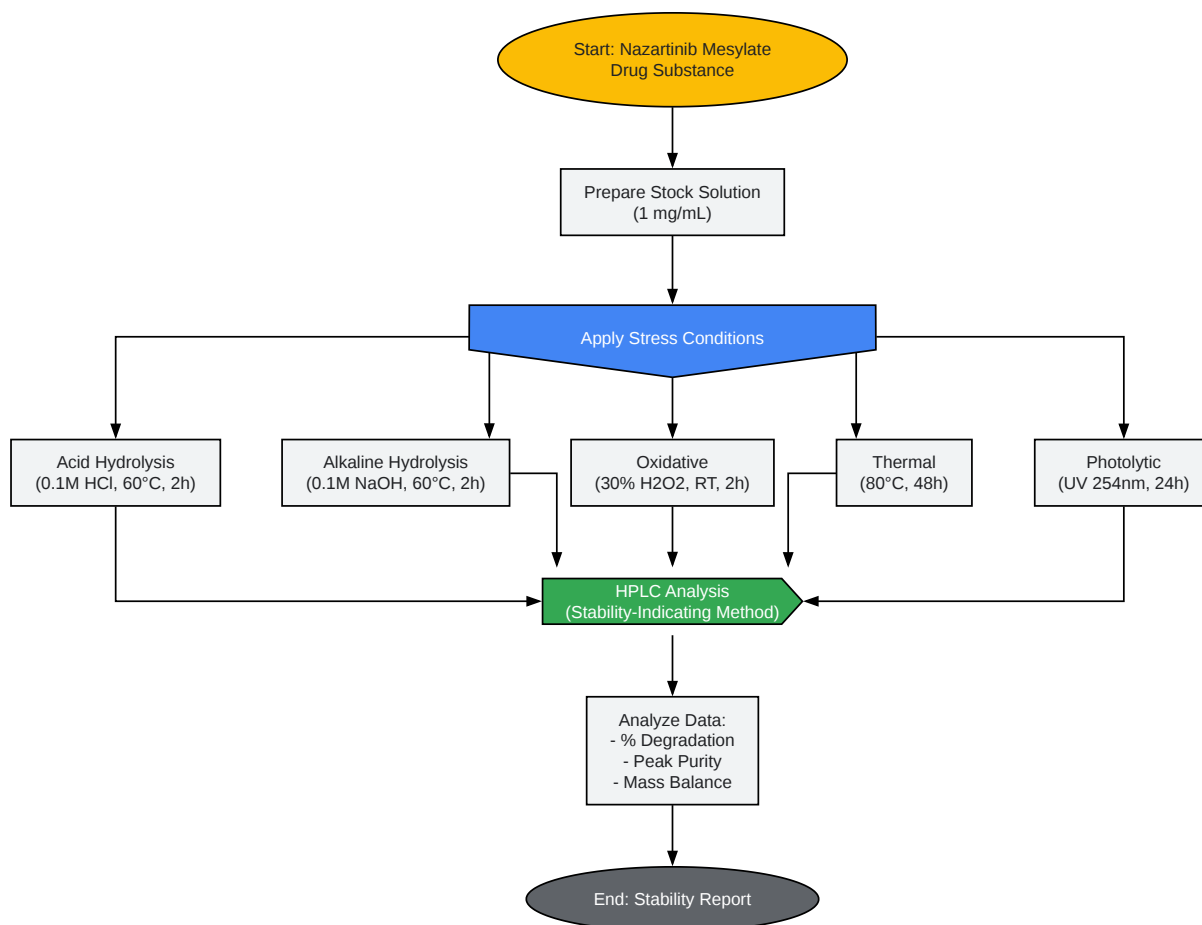 Start: Nazartinib Mesylate
Drug Substance
Prepare Stock Solution
(1 mg/mL)
Apply Stress Conditions
Acid Hydrolysis
(0.1M HCl, 60°C, 2h)
Alkaline Hydrolysis
(0.1M NaOH, 60°C, 2h)
Oxidative
(30% H2O2, RT, 2h)
Thermal
(80°C, 48h)
Photolytic
(UV 254nm, 24h)
HPLC Analysis
(Stability-Indicating Method)
Analyze Data:
- % Degradation
- Peak Purity
- Mass Balance
End: Stability Report